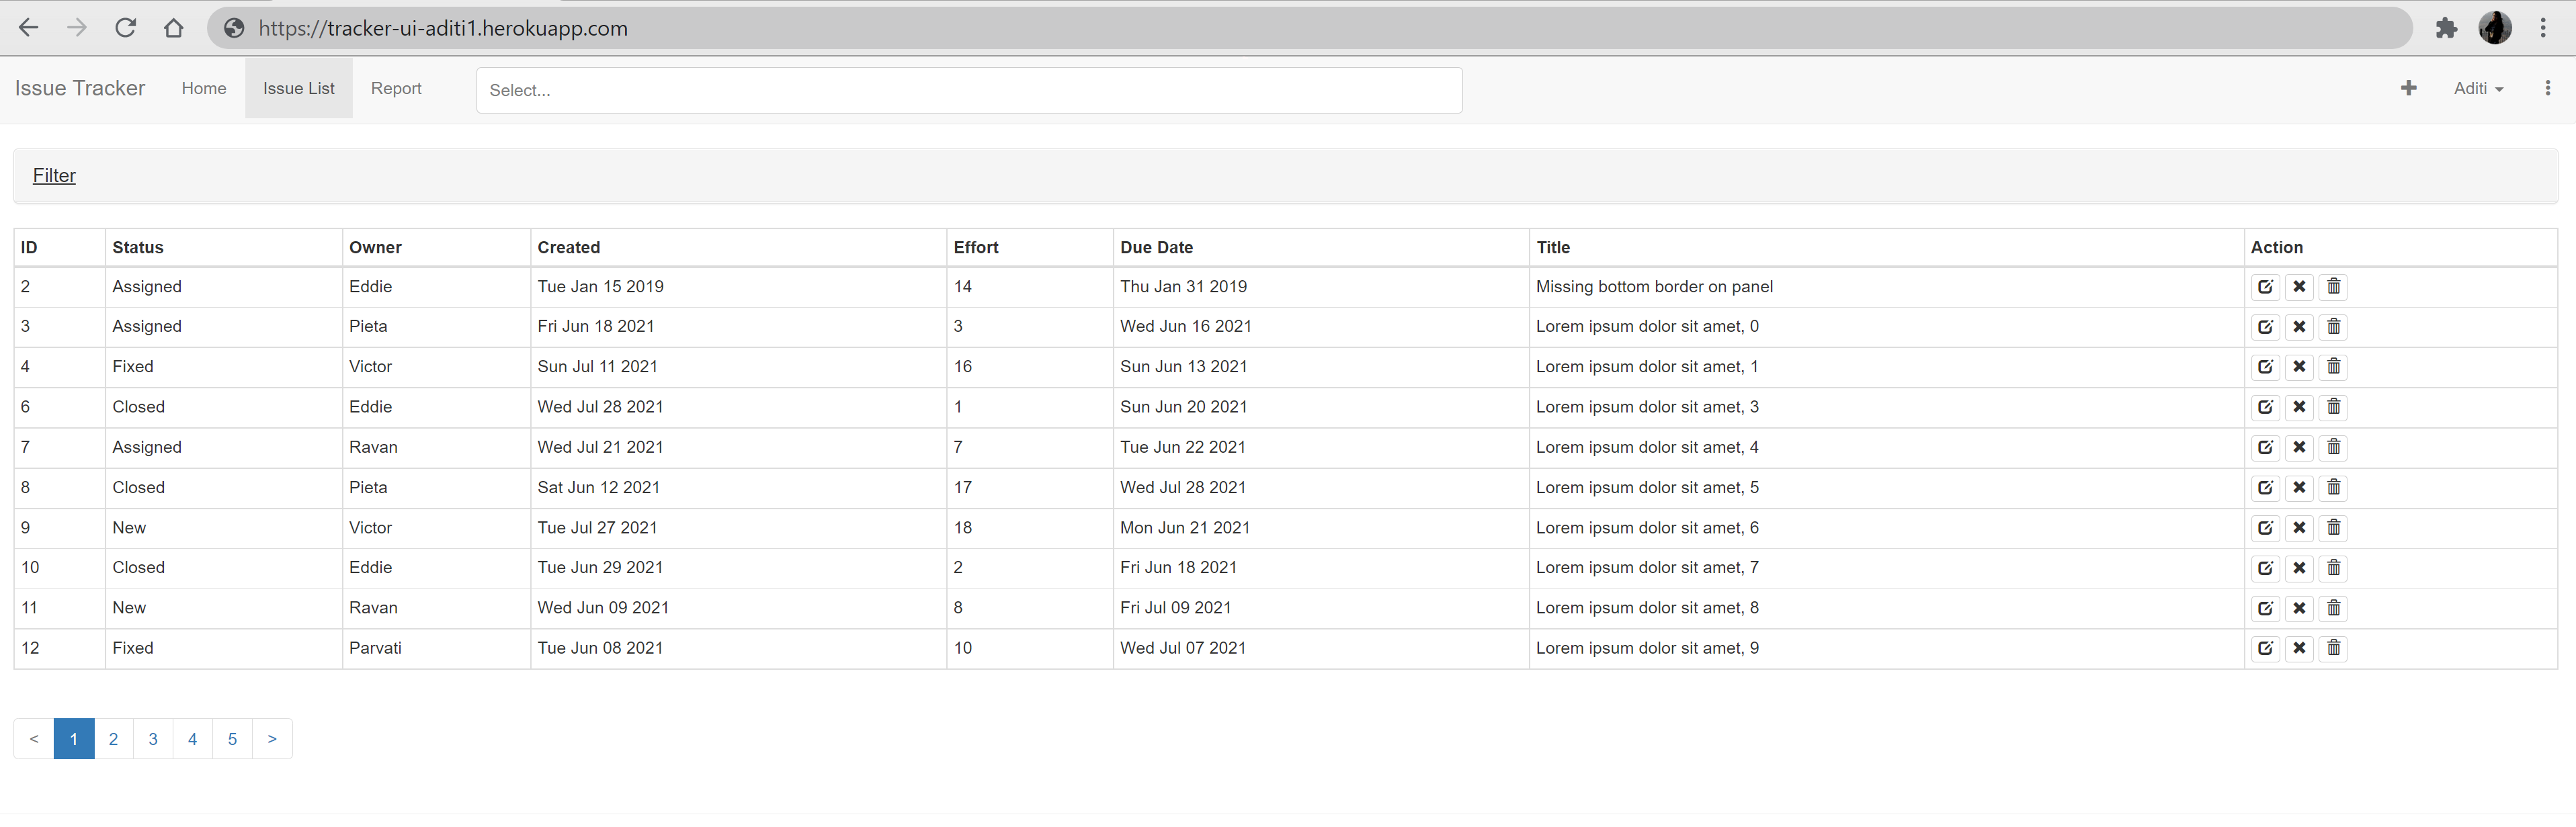 https://tracker-ui-aditi1.herokuapp.com
Issue Tracker Home Issue List Report Select... Aditi
Filter
ID Status Owner Created Effort Due Date Title Action
2 Assigned Eddie Tue Jan 15 2019 14 Thu Jan 31 2019 Missing bottom border on panel
3 Assigned Pieta Fri Jun 18 2021 3 Wed Jun 16 2021 Lorem ipsum dolor sit amet, 0
4 Fixed Victor Sun Jul 11 2021 16 Sun Jun 13 2021 Lorem ipsum dolor sit amet, 1
6 Closed Eddie Wed Jul 28 2021 1 Sun Jun 20 2021 Lorem ipsum dolor sit amet, 3
7 Assigned Ravan Wed Jul 21 2021 7 Tue Jun 22 2021 Lorem ipsum dolor sit amet, 4
8 Closed Pieta Sat Jun 12 2021 17 Wed Jul 28 2021 Lorem ipsum dolor sit amet, 5
9 New Victor Tue Jul 27 2021 18 Mon Jun 21 2021 Lorem ipsum dolor sit amet, 6
10 Closed Eddie Tue Jun 29 2021 2 Fri Jun 18 2021 Lorem ipsum dolor sit amet, 7
11 New Ravan Wed Jun 09 2021 8 Fri Jul 09 2021 Lorem ipsum dolor sit amet, 8
12 Fixed Parvati Tue Jun 08 2021 10 Wed Jul 07 2021 Lorem ipsum dolor sit amet, 9
< 1 2 3 4 5 >